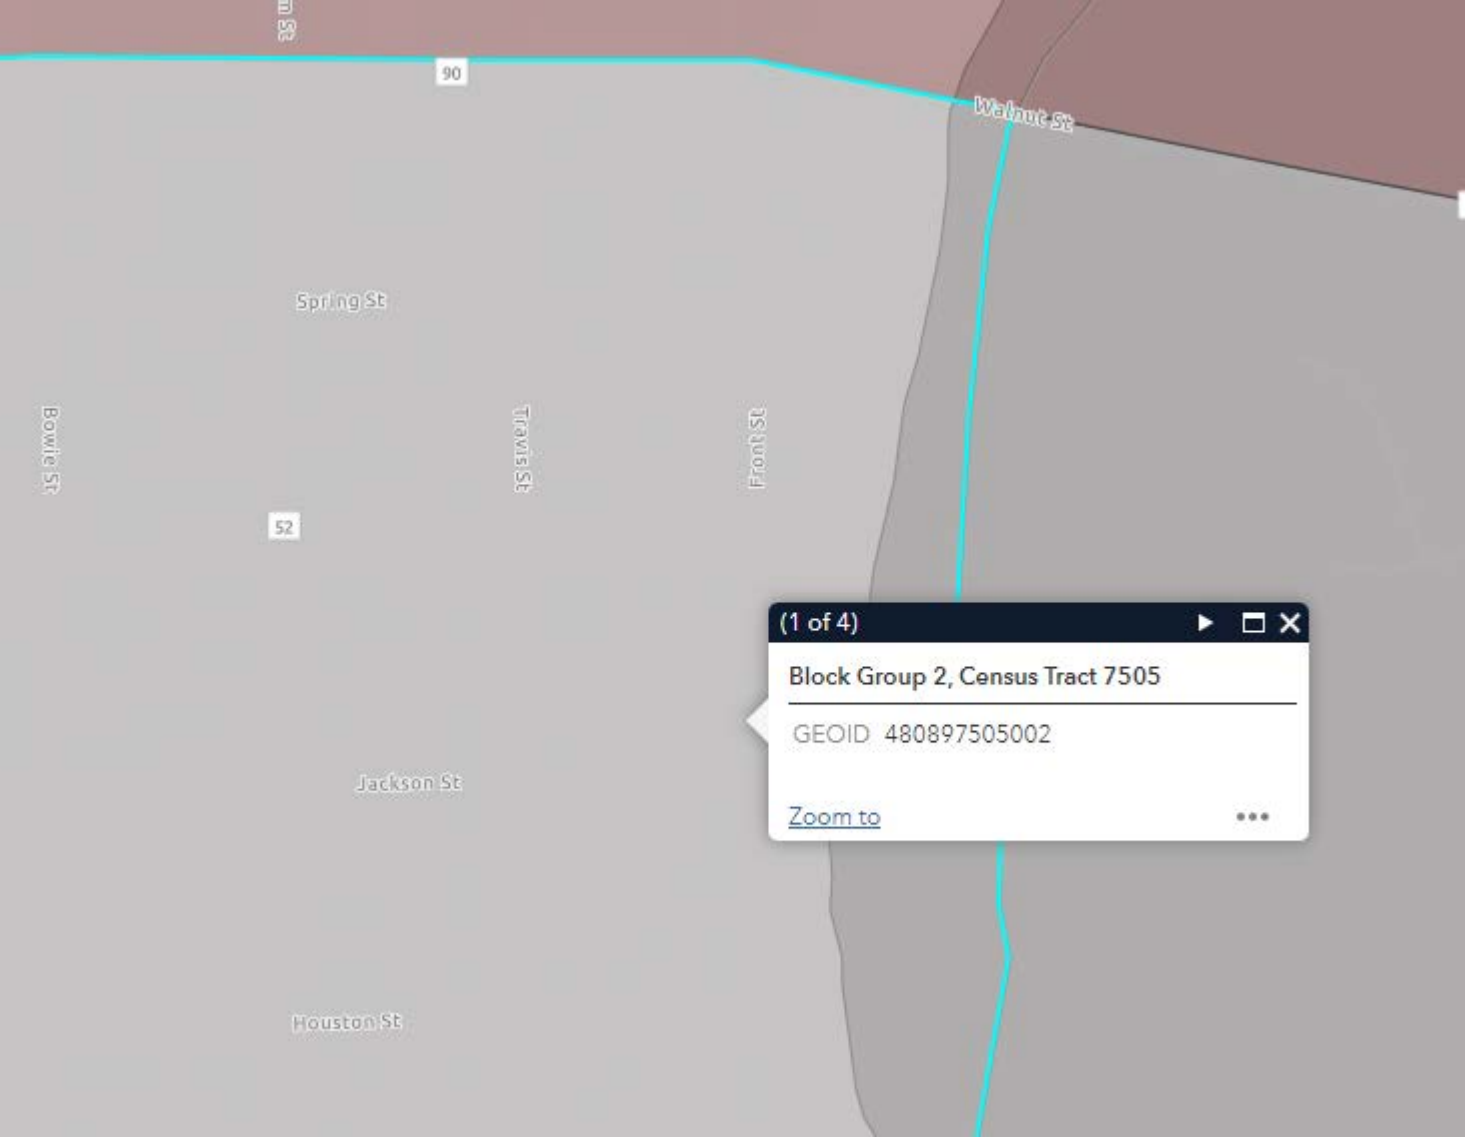 m St
90
Walnut St
Spring St
Bowie St
Travis St
Front St
52
(1 of 4)
Block Group 2, Census Tract 7505
GEOID 480897505002
Jackson St
Zoom to
Houston St